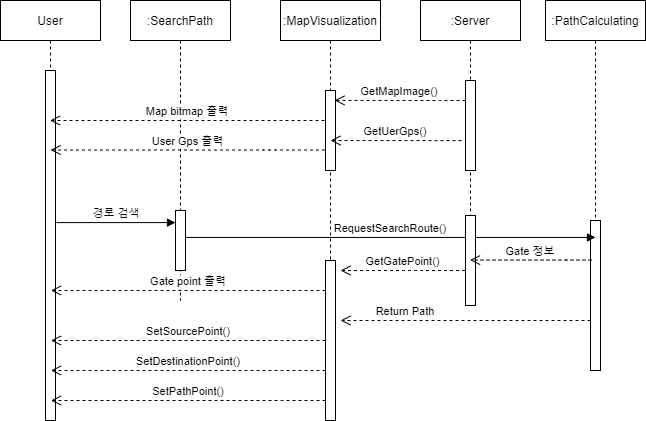 User
:SearchPath
:MapVisualization
:Server
:PathCalculating
GetMapImage()
Map bitmap 출력
GetUerGps()
User Gps 출력
경로 검색
RequestSearchRoute()
Gate 정보
GetGatePoint()
Gate point 출력
Return Path
SetSourcePoint()
SetDestinationPoint()
SetPathPoint()